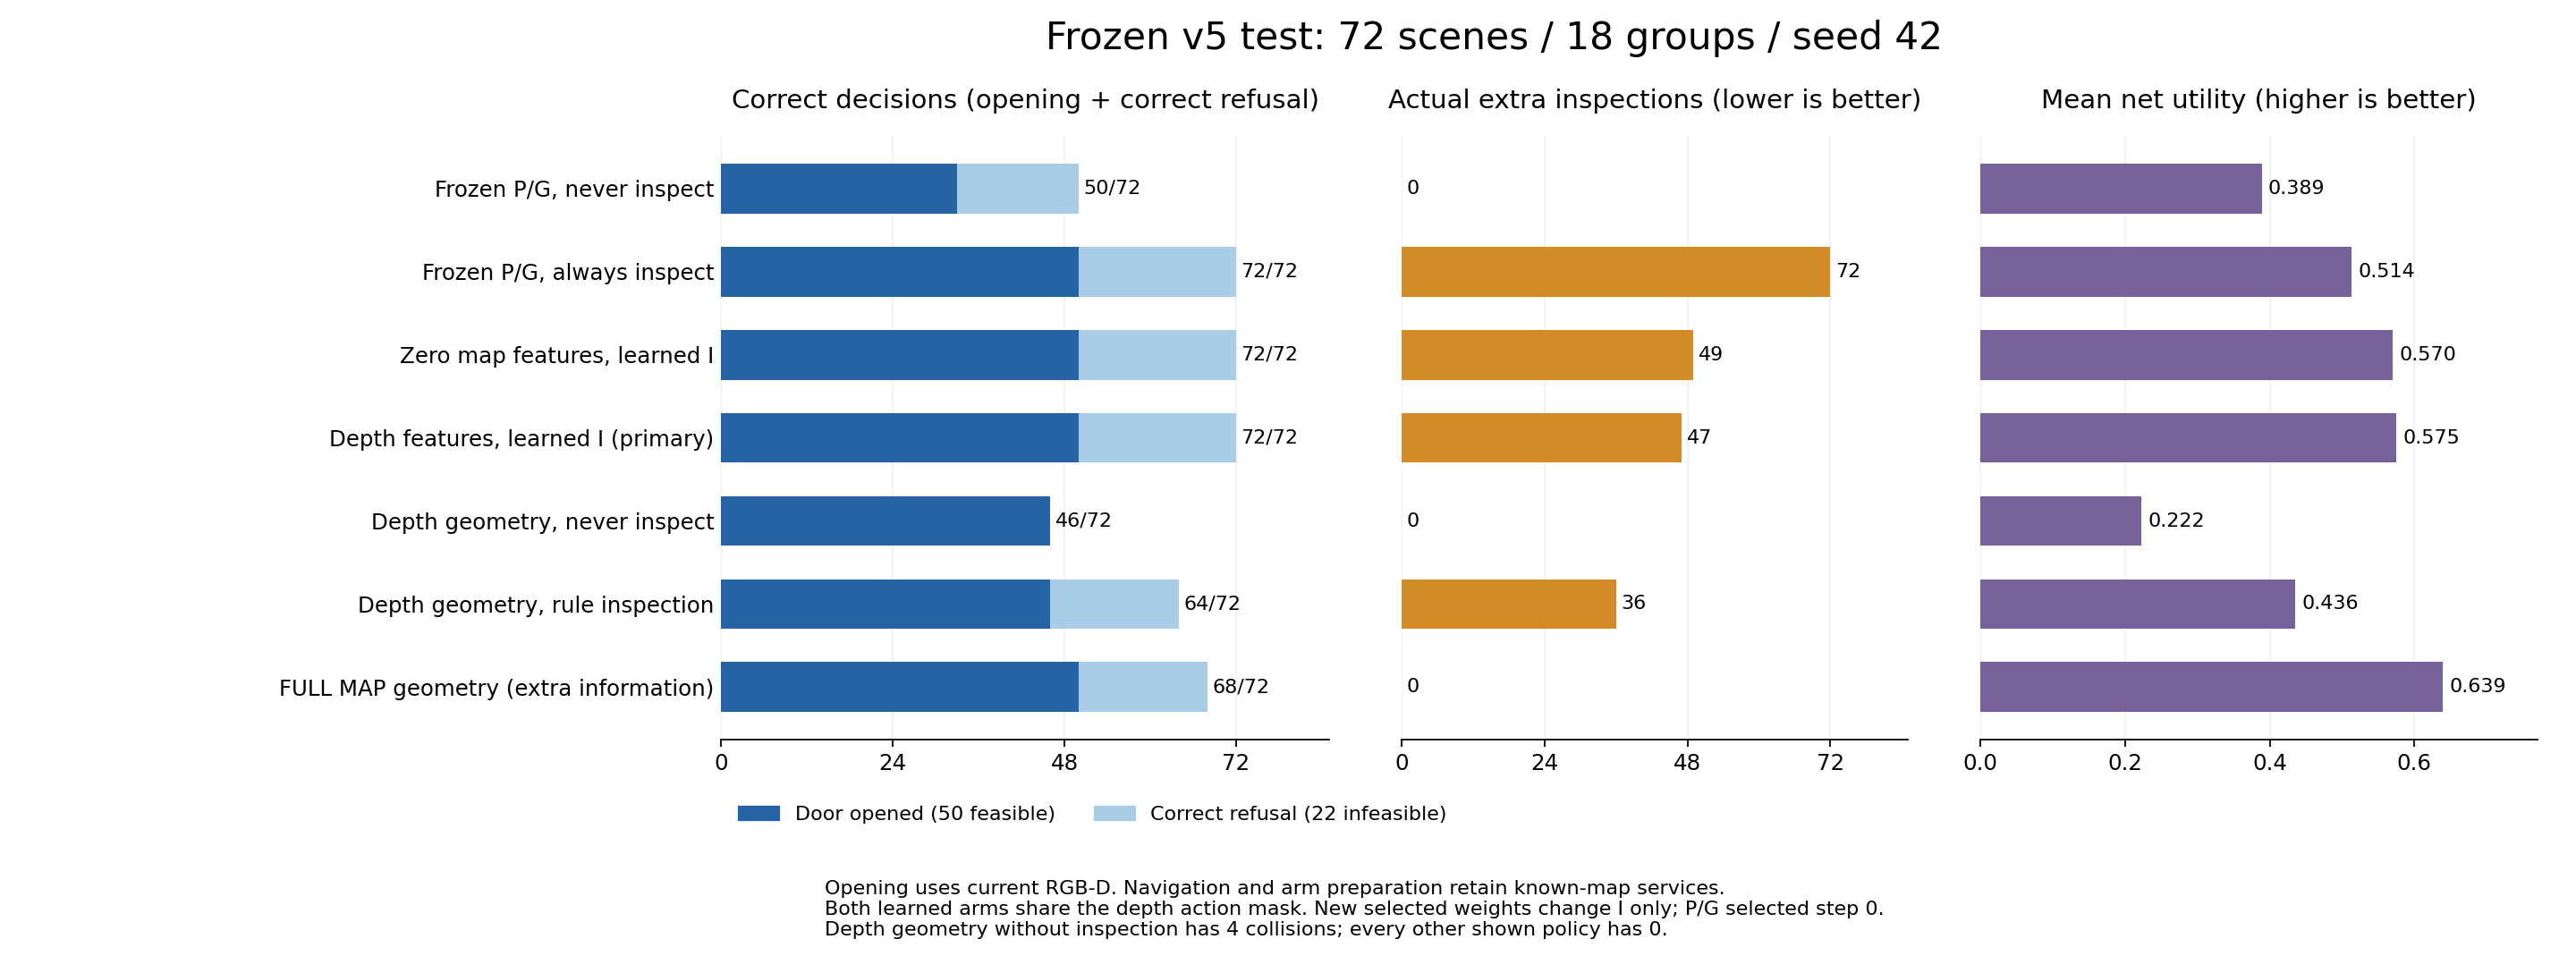 Frozen v5 test: 72 scenes / 18 groups / seed 42
Correct decisions (opening + correct refusal)
Actual extra inspections (lower is better)
Mean net utility (higher is better)
Frozen P/G, never inspect
50/72
0
0.389
Frozen P/G, always inspect
72/72
72
0.514
Zero map features, learned I
72/72
49
0.570
Depth features, learned I (primary)
72/72
47
0.575
Depth geometry, never inspect
46/72
0
0.222
Depth geometry, rule inspection
64/72
36
0.436
FULL MAP geometry (extra information)
68/72
0
0.639
0 24 48 72
0 24 48 72
0.0 0.2 0.4 0.6
Door opened (50 feasible)
Correct refusal (22 infeasible)
Opening uses current RGB-D. Navigation and arm preparation retain known-map services.
Both learned arms share the depth action mask. New selected weights change I only; P/G selected step 0.
Depth geometry without inspection has 4 collisions; every other shown policy has 0.